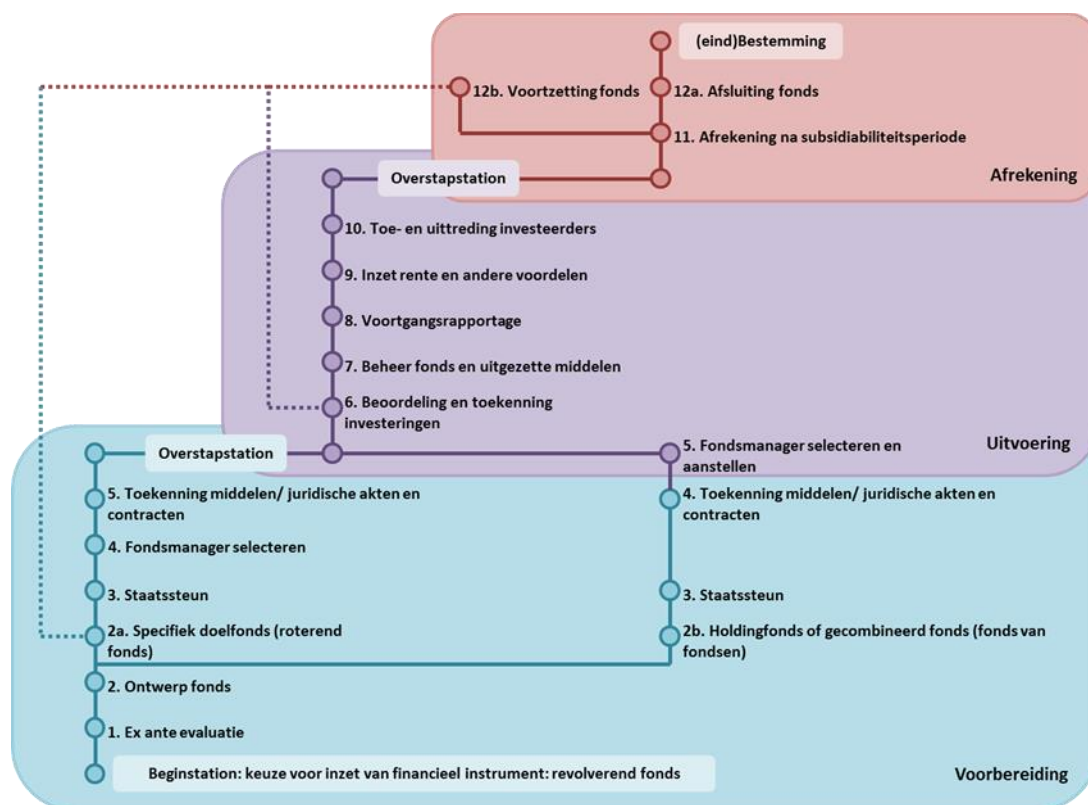 (eind)Bestemming
12b. Voortzetting fonds
12a. Afsluiting fonds
11. Afrekening na subsidiabiliteitsperiode
Afrekening
Overstapstation
10. Toe- en uittreding investeerders
9. Inzet rente en andere voordelen
8. Voortgangsrapportage
7. Beheer fonds en uitgezette middelen
6. Beoordeling en toekenning
investeringen
Uitvoering
Overstapstation
5. Fondsmanager selecteren en
aanstellen
5. Toekenning middelen/ juridische akten en
contracten
4. Toekenning middelen/ juridische akten en
contracten
4. Fondsmanager selecteren
3. Staatssteun
3. Staatssteun
2a. Specifiek doelfonds (roterend
fonds)
2b. Holdingfonds of gecombineerd fonds (fonds van
fondsen)
2. Ontwerp fonds
1. Ex ante evaluatie
Beginstation: keuze voor inzet van financieel instrument: revolverend fonds
Voorbereiding